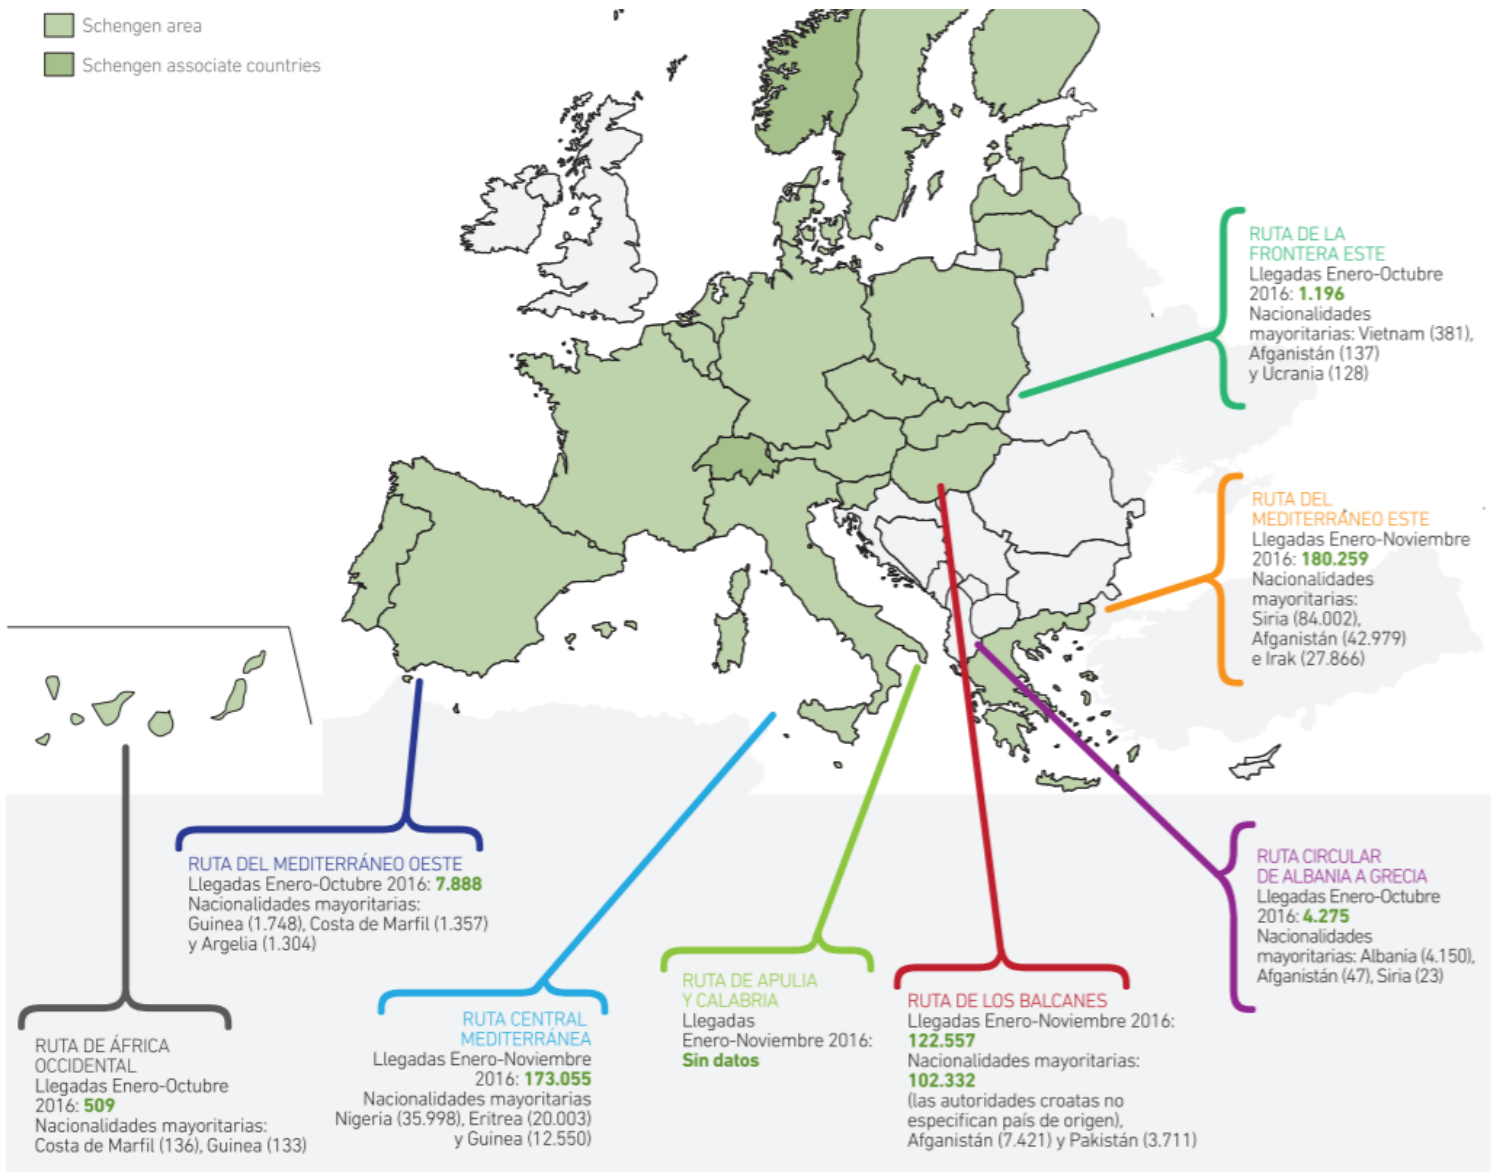 Schengen area
Schengen associate countries
RUTA DE LA
FRONTERA ESTE
Llegadas Enero-Octubre
2016: 1.196
Nacionalidades
mayoritarias: Vietnam (381),
Afganistán (137)
y Ucrania (128)
RUTA DEL
MEDITERRÁNEO ESTE
Llegadas Enero-Noviembre
2016: 180.259
Nacionalidades
mayoritarias:
Siria (84.002),
Afganistán (42.979)
e Irak (27.866)
RUTA CIRCULAR
DE ALBANIA A GRECIA
Llegadas Enero-Octubre
2016: 4.275
Nacionalidades
mayoritarias: Albania (4.150),
Afganistán (47), Siria (23)
RUTA DEL MEDITERRÁNEO OESTE
Llegadas Enero-Octubre 2016: 7.888
Nacionalidades mayoritarias:
Guinea (1.748), Costa de Marfil (1.357)
y Argelia (1.304)
RUTA DE ÁFRICA
OCCIDENTAL
Llegadas Enero-Octubre
2016: 509
Nacionalidades mayoritarias:
Costa de Marfil (136), Guinea (133)
RUTA CENTRAL
MEDITERRÁNEA
Llegadas Enero-Noviembre
2016: 173.055
Nacionalidades mayoritarias
Nigeria (35.998), Eritrea (20.003)
y Guinea (12.550)
RUTA DE APULIA
Y CALABRIA
Llegadas
Enero-Noviembre 2016:
Sin datos
RUTA DE LOS BALCANES
Llegadas Enero-Noviembre 2016:
122.557
Nacionalidades mayoritarias:
102.332
(las autoridades croatas no
especifican país de origen),
Afganistán (7.421) y Pakistán (3.711)